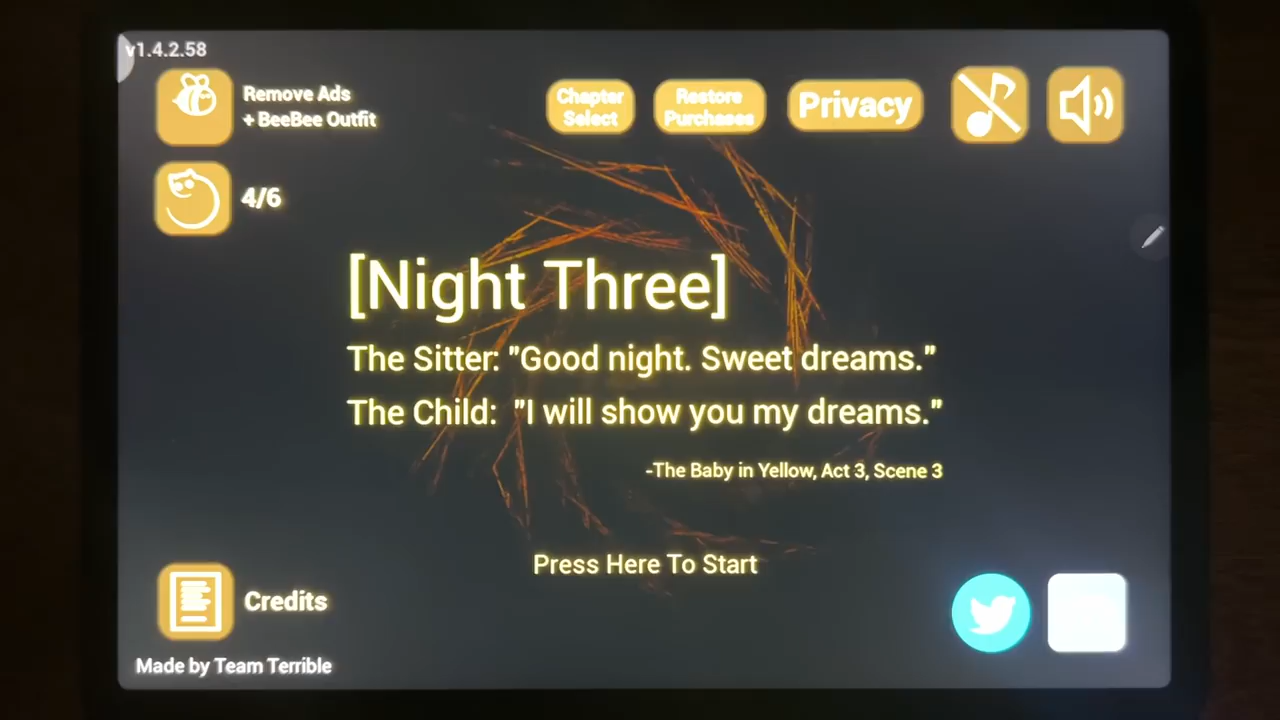 v1.4.2.58
Remove Ads
+ BeeBee Outfit
Chapter
Select
Restore
Purchases
Privacy
4/6
[Night Three]
The Sitter: "Good night. Sweet dreams."
The Child: "I will show you my dreams."
-The Baby in Yellow, Act 3, Scene 3
Press Here To Start
Credits
Made by Team Terrible